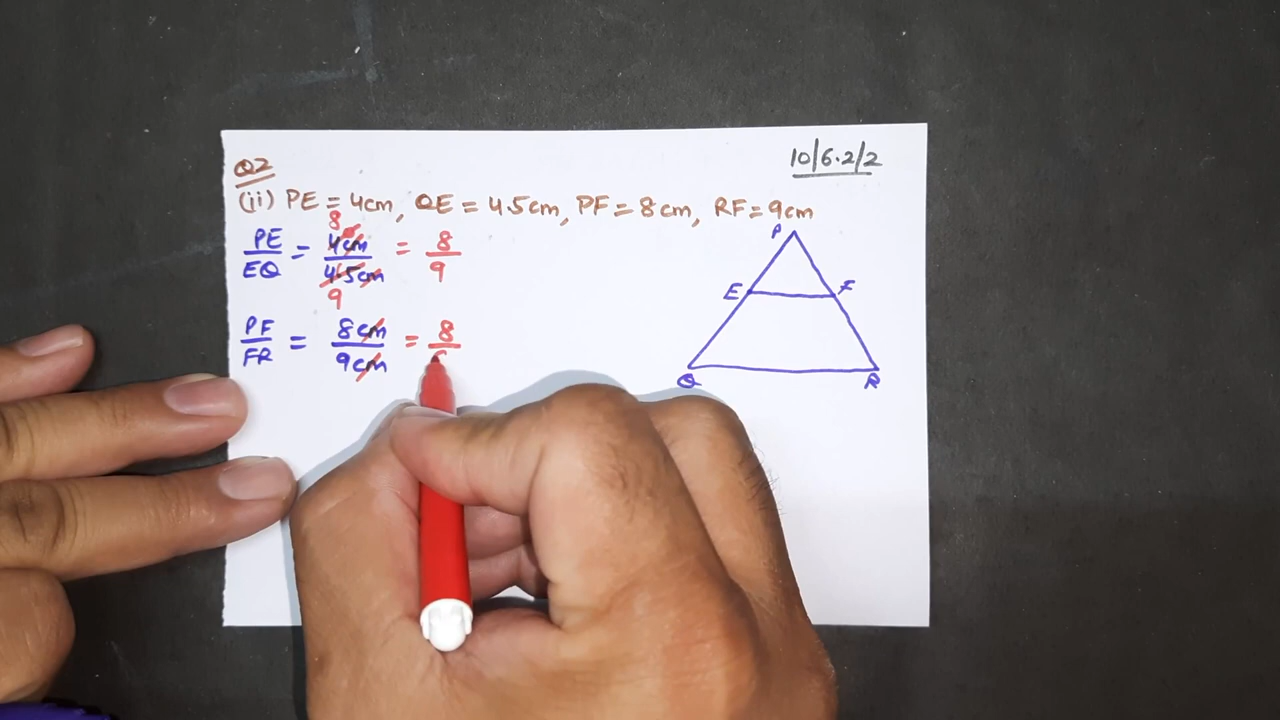 Q2
10/6.2/2
(ii) PE = 4cm, QE = 4.5cm, PF = 8cm, RF = 9cm
8
PE/EQ = 4cm/4.5cm = 8/9
9
PF/FR = 8cm/9cm = 8/
P
E F
Q R